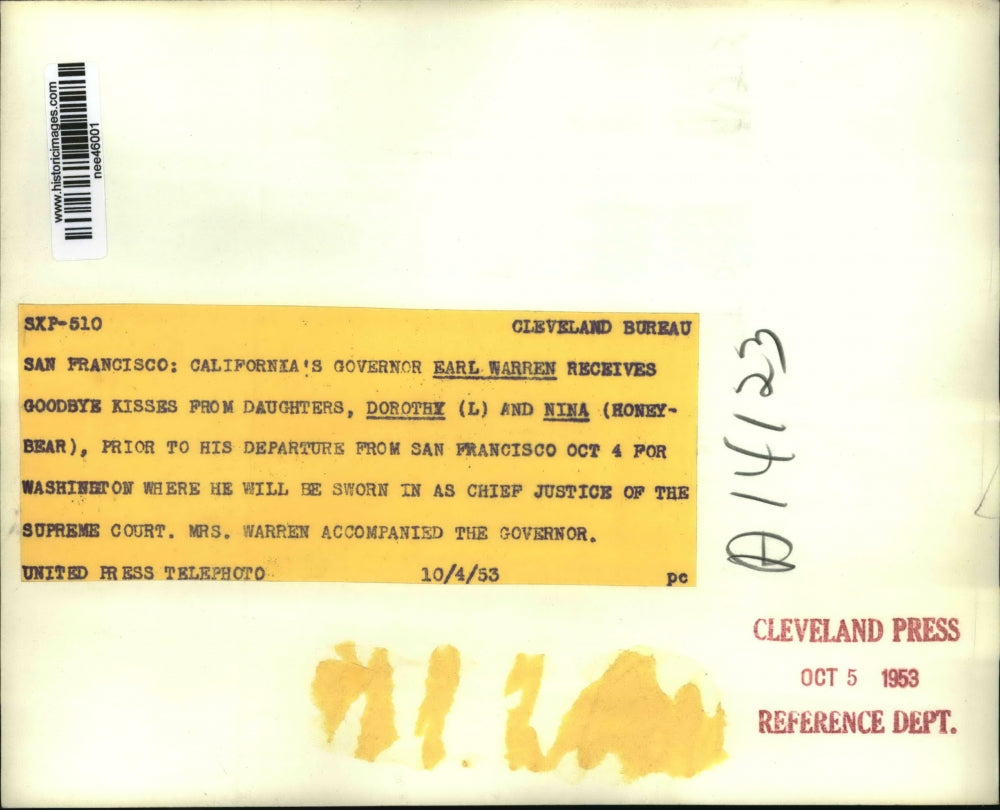 www.historicimages.com
nee46001
SXP-510 CLEVELAND BUREAU
SAN FRANCISCO: CALIFORNIA'S GOVERNOR EARL WARREN RECEIVES
GOODBYE KISSES FROM DAUGHTERS, DOROTHY (L) AND NINA (HONEY-
BEAR), PRIOR TO HIS DEPARTURE FROM SAN FRANCISCO OCT 4 FOR
WASHINGTON WHERE HE WILL BE SWORN IN AS CHIEF JUSTICE OF THE
SUPREME COURT. MRS. WARREN ACCOMPANIED THE GOVERNOR.
UNITED PRESS TELEPHOTO 10/4/53 pc
A14123
CLEVELAND PRESS
OCT 5 1953
REFERENCE DEPT.